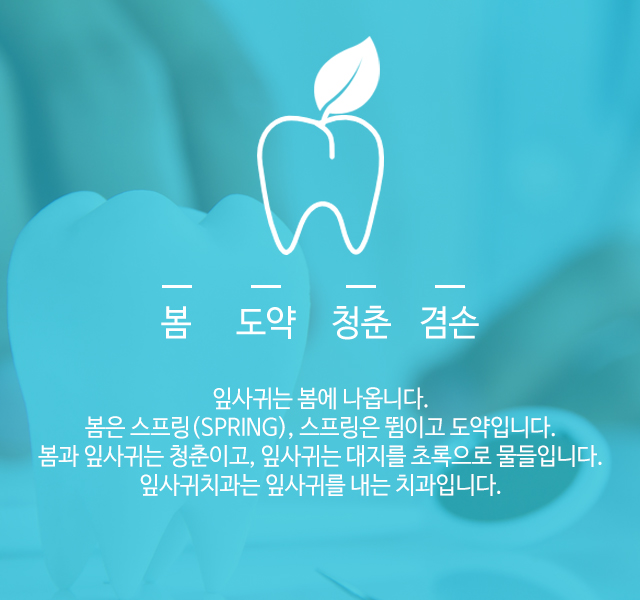 봄 도약 청춘 겸손
잎사귀는 봄에 나옵니다.
봄은 스프링(SPRING), 스프링은 뜀이고 도약입니다.
봄과 잎사귀는 청춘이고, 잎사귀는 대지를 초록으로 물들입니다.
잎사귀치과는 잎사귀를 내는 치과입니다.